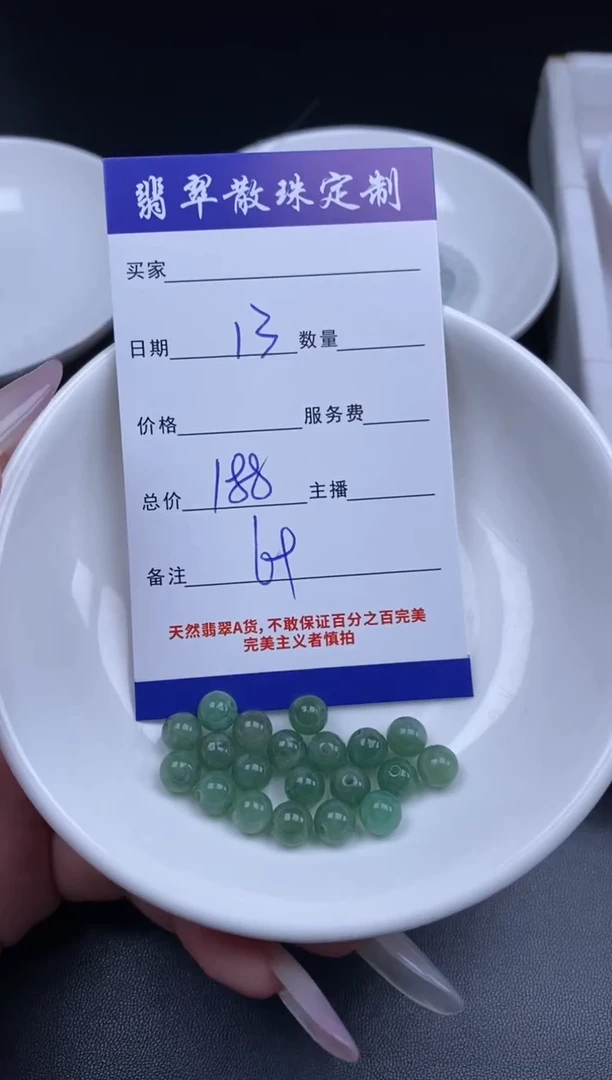 翡翠散珠定制
买家
日期 13 数量
价格 服务费
总价 188 主播
备注
天然翡翠A货,不敢保证百分之百完美
完美主义者慎拍